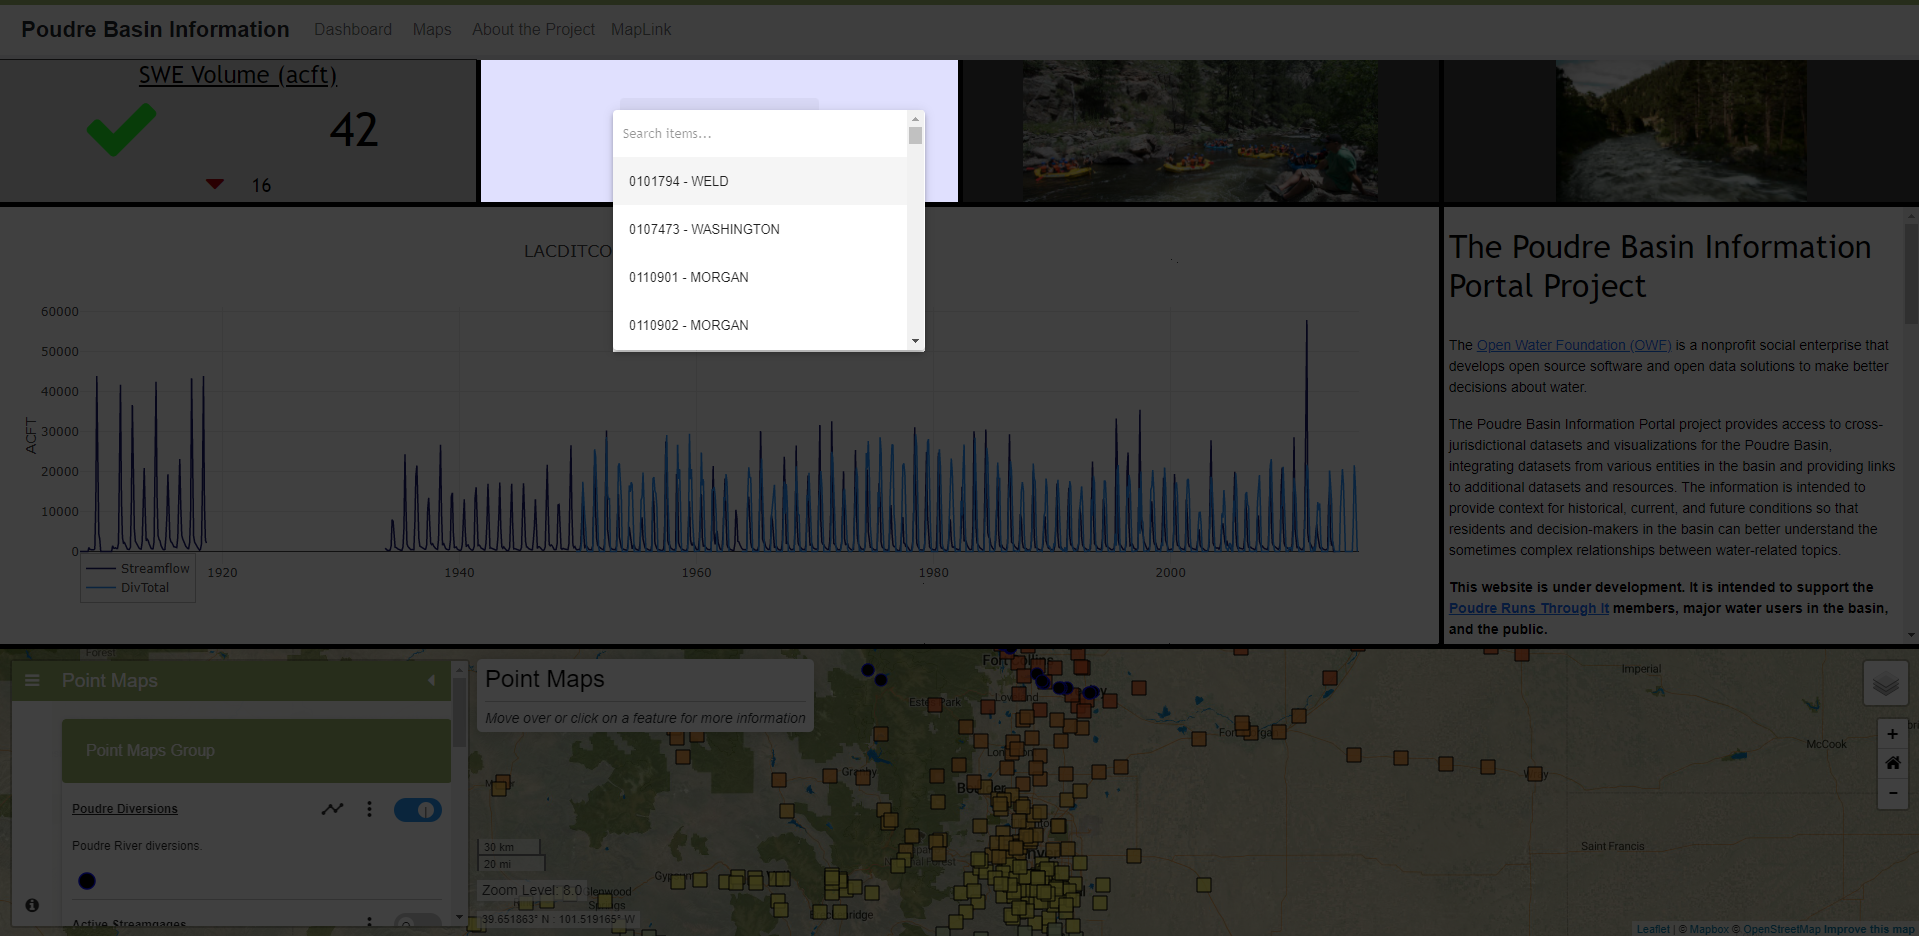 Poudre Basin Information
Dashboard
Maps
About the Project
MapLink
SWE Volume (acft)
42
16
Search items...
0101794 - WELD
0107473 - WASHINGTON
0110901 - MORGAN
0110902 - MORGAN
LACDITCO
60000
50000
40000
30000
20000
10000
0
ACFT
Streamflow
DivTotal
1920
1940
1960
1980
2000
The Poudre Basin Information
Portal Project
The Open Water Foundation (OWF) is a nonprofit social enterprise that
develops open source software and open data solutions to make better
decisions about water.
The Poudre Basin Information Portal project provides access to cross-
jurisdictional datasets and visualizations for the Poudre Basin,
integrating datasets from various entities in the basin and providing links
to additional datasets and resources. The information is intended to
provide context for historical, current, and future conditions so that
residents and decision-makers in the basin can better understand the
sometimes complex relationships between water-related topics.
This website is under development. It is intended to support the
Poudre Runs Through It members, major water users in the basin,
and the public.
Forest
Point Maps
Point Maps Group
Poudre Diversions
Poudre River diversions.
Active Streamgages
Point Maps
Move over or click on a feature for more information
Granby
Imperial
McCook
Saint Francis
30 km
20 mi
Zoom Level: 8.0
Springs
39.651863° N : 101.519165° W
+
−
Leaflet | © Mapbox © OpenStreetMap Improve this map